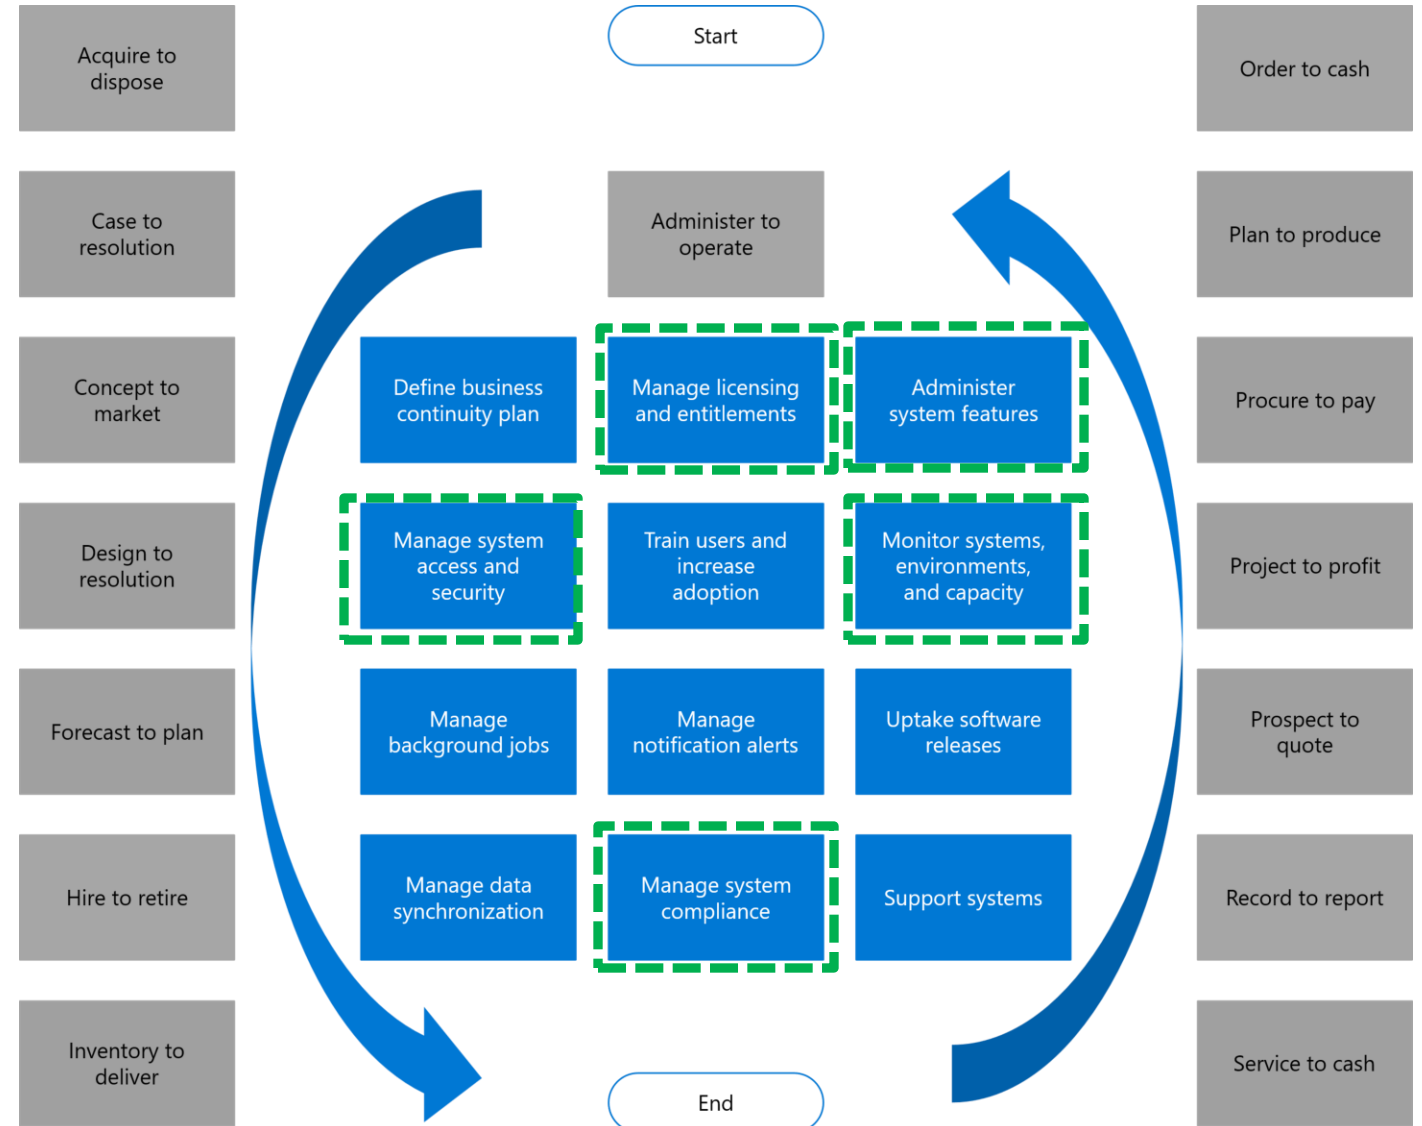 Start
Acquire to
dispose
Order to cash
Case to
resolution
Administer to
operate
Plan to produce
Concept to
market
Define business
continuity plan
Manage licensing
and entitlements
Administer
system features
Procure to pay
Design to
resolution
Manage system
access and
security
Train users and
increase
adoption
Monitor systems,
environments,
and capacity
Project to profit
Forecast to plan
Manage
background jobs
Manage
notification alerts
Uptake software
releases
Prospect to
quote
Hire to retire
Manage data
synchronization
Manage system
compliance
Support systems
Record to report
Inventory to
deliver
End
Service to cash